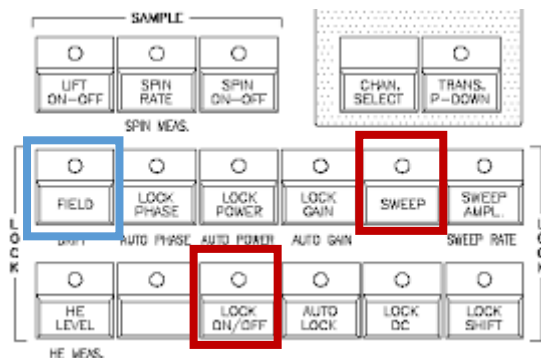 SAMPLE
LIFT ON-OFF SPIN RATE SPIN ON-OFF CHAN. SELECT TRANS. P-DOWN
SPIN MEAS.
LOCK
FIELD LOCK PHASE LOCK POWER LOCK GAIN SWEEP SWEEP AMPL.
LOCK
DRIFT AUTO PHASE AUTO POWER AUTO GAIN SWEEP RATE
HE LEVEL LOCK ON/OFF AUTO LOCK LOCK DC LOCK SHIFT
HE MEAS.